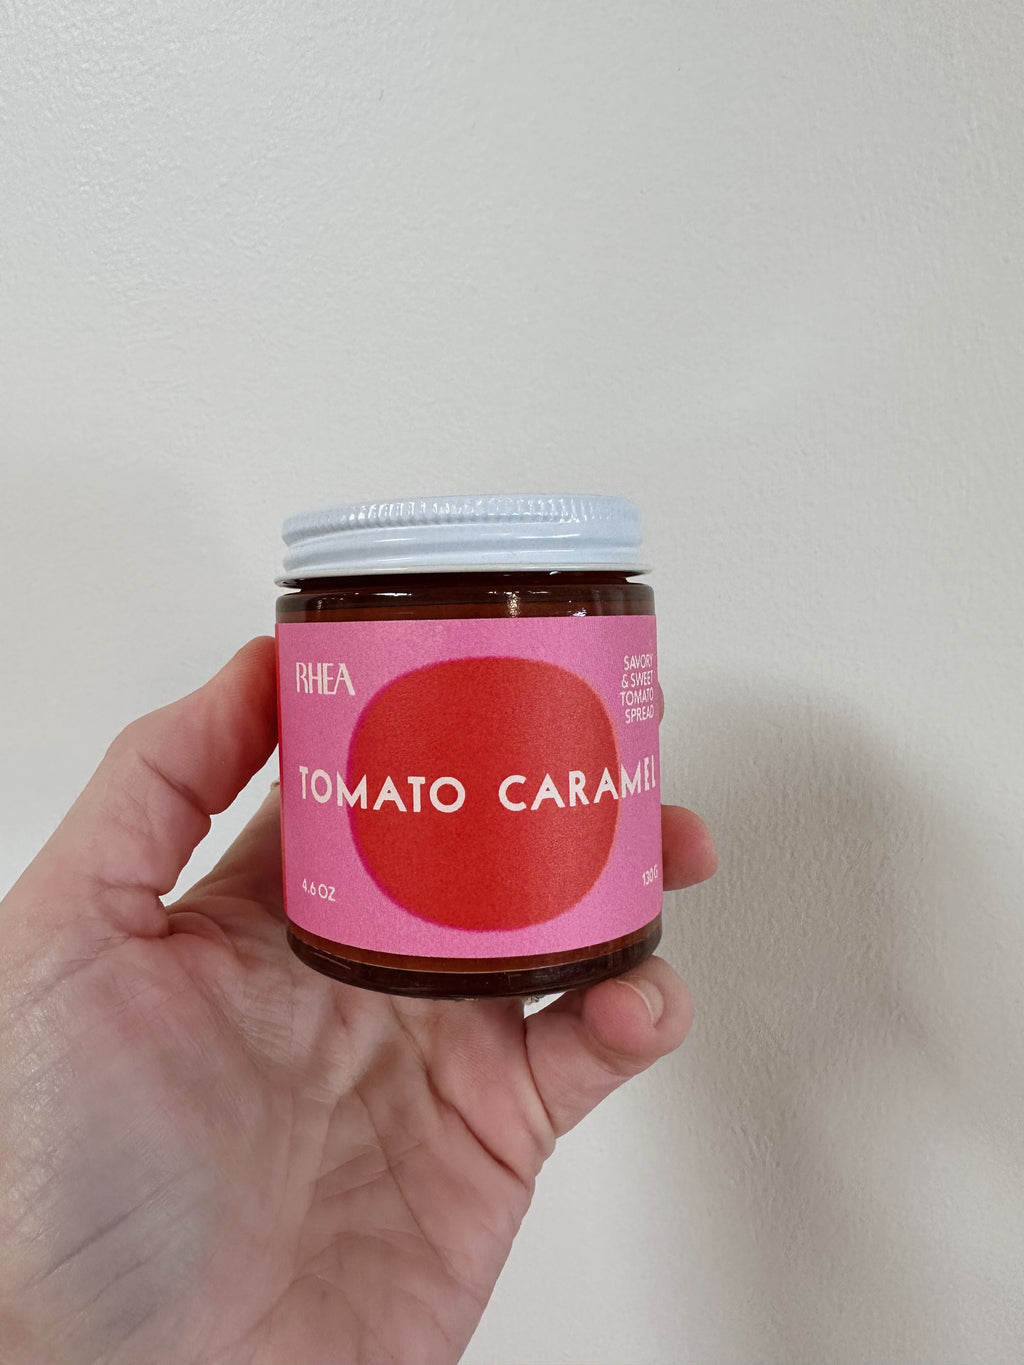 RHEA
SAVORY
& SWEET
TOMATO
SPREAD
TOMATO CARAMEL
4.6 OZ
130G